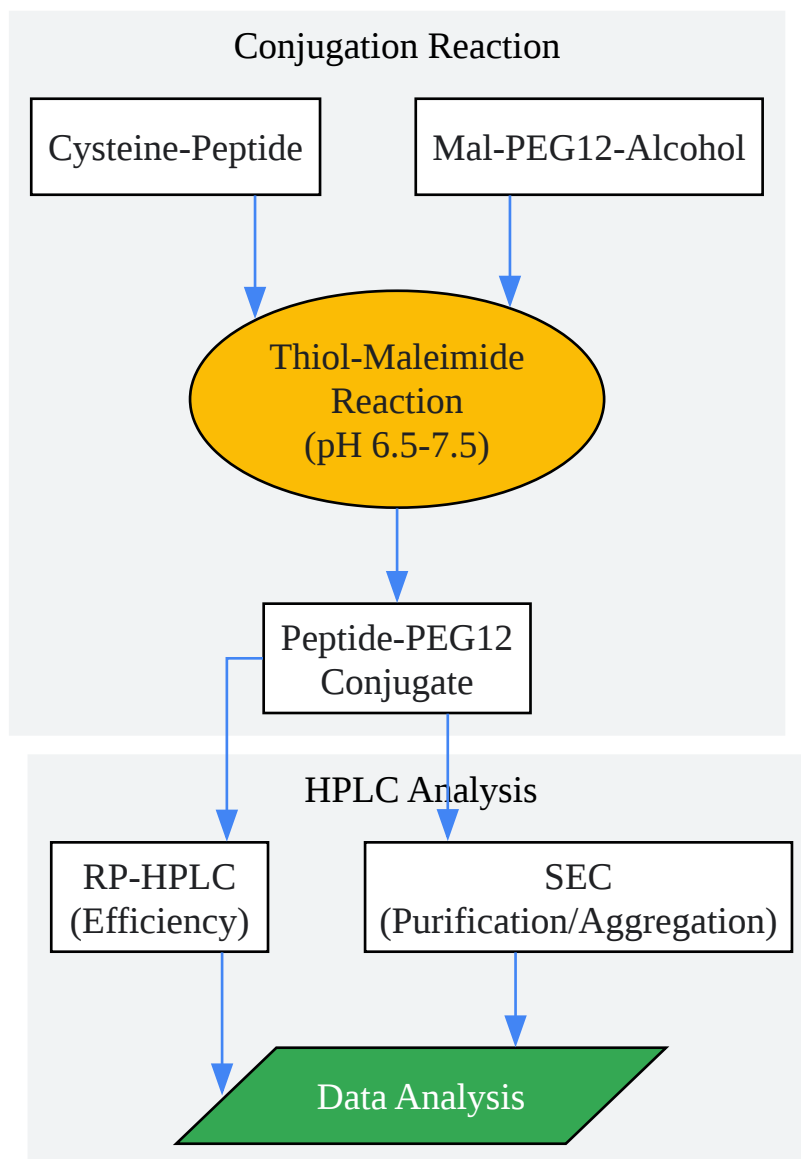 Conjugation Reaction
Cysteine-Peptide
Mal-PEG12-Alcohol
Thiol-Maleimide
Reaction
(pH 6.5-7.5)
Peptide-PEG12
Conjugate
HPLC Analysis
RP-HPLC
(Efficiency)
SEC
(Purification/Aggregation)
Data Analysis